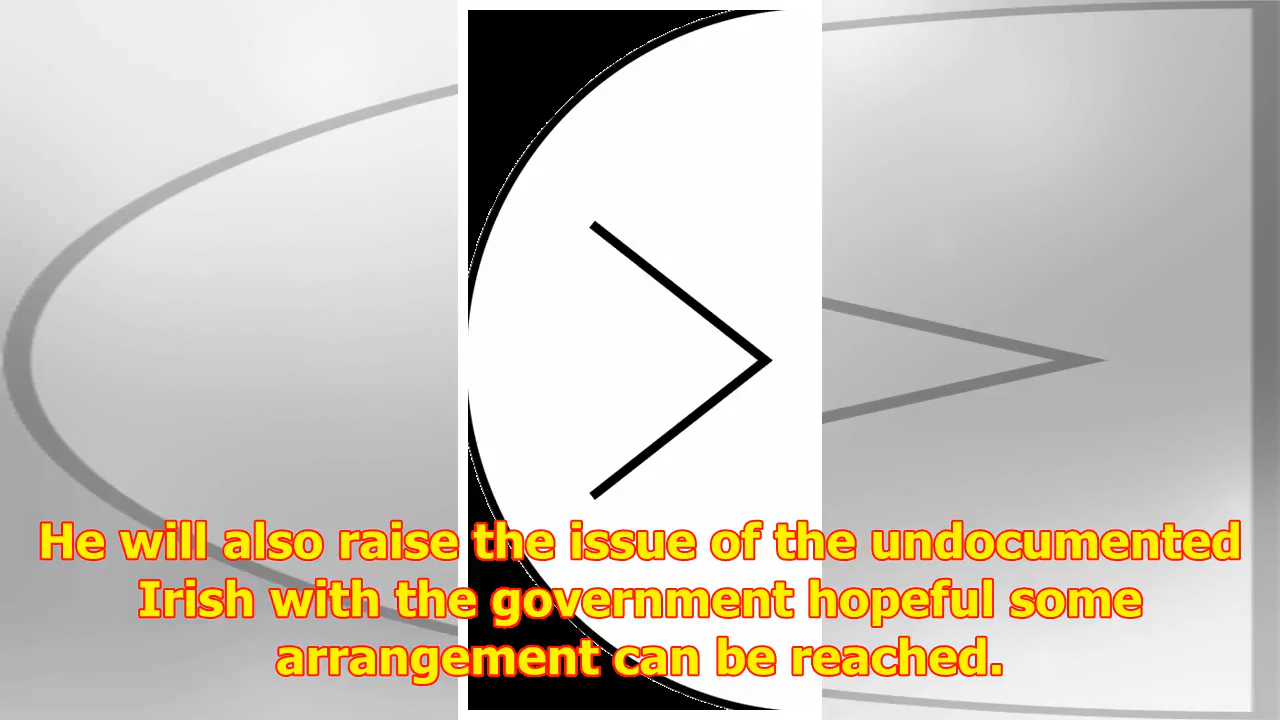 He will also raise the issue of the undocumented
Irish with the government hopeful some
arrangement can be reached.